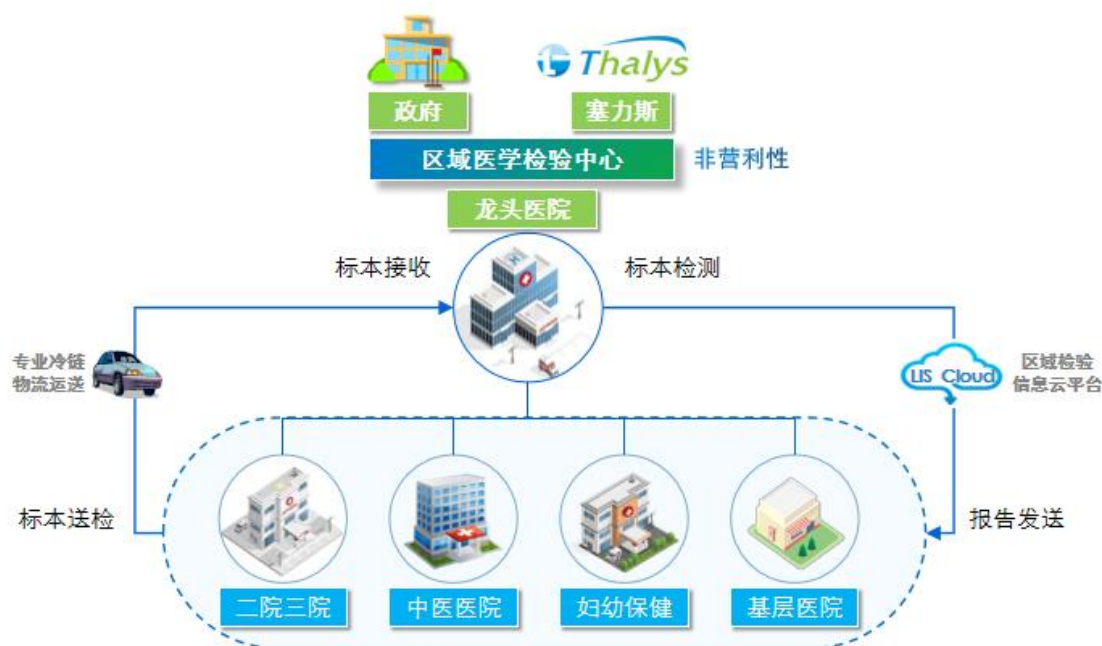 Thalys
政府
塞力斯
区域医学检验中心
非营利性
龙头医院
标本接收
标本检测
专业冷链
物流运送
LIS Cloud
区域检验
信息云平台
标本送检
报告发送
二院三院
中医医院
妇幼保健
基层医院